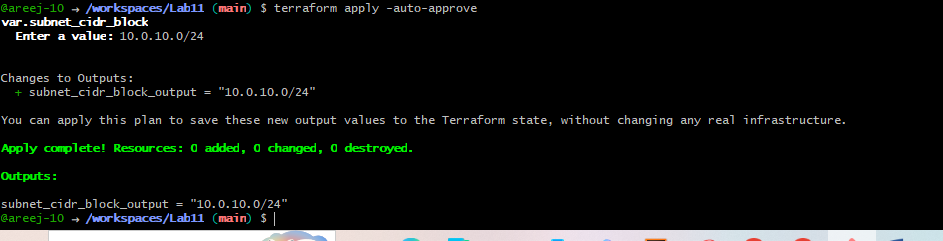 @areej-10 → /workspaces/Lab11 (main) $ terraform apply -auto-approve
var.subnet_cidr_block
  Enter a value: 10.0.10.0/24
Changes to Outputs:
  + subnet_cidr_block_output = "10.0.10.0/24"
You can apply this plan to save these new output values to the Terraform state, without changing any real infrastructure.
Apply complete! Resources: 0 added, 0 changed, 0 destroyed.
Outputs:
subnet_cidr_block_output = "10.0.10.0/24"
@areej-10 → /workspaces/Lab11 (main) $